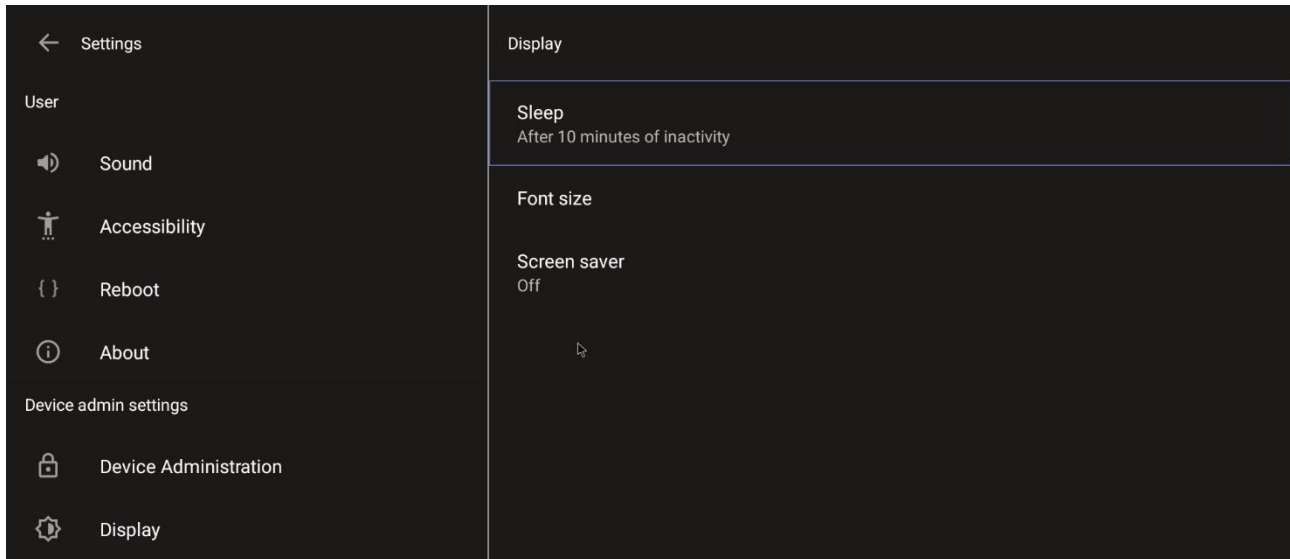 Settings
User
Sound
Accessibility
Reboot
About
Device admin settings
Device Administration
Display
Display
Sleep
After 10 minutes of inactivity
Font size
Screen saver
Off